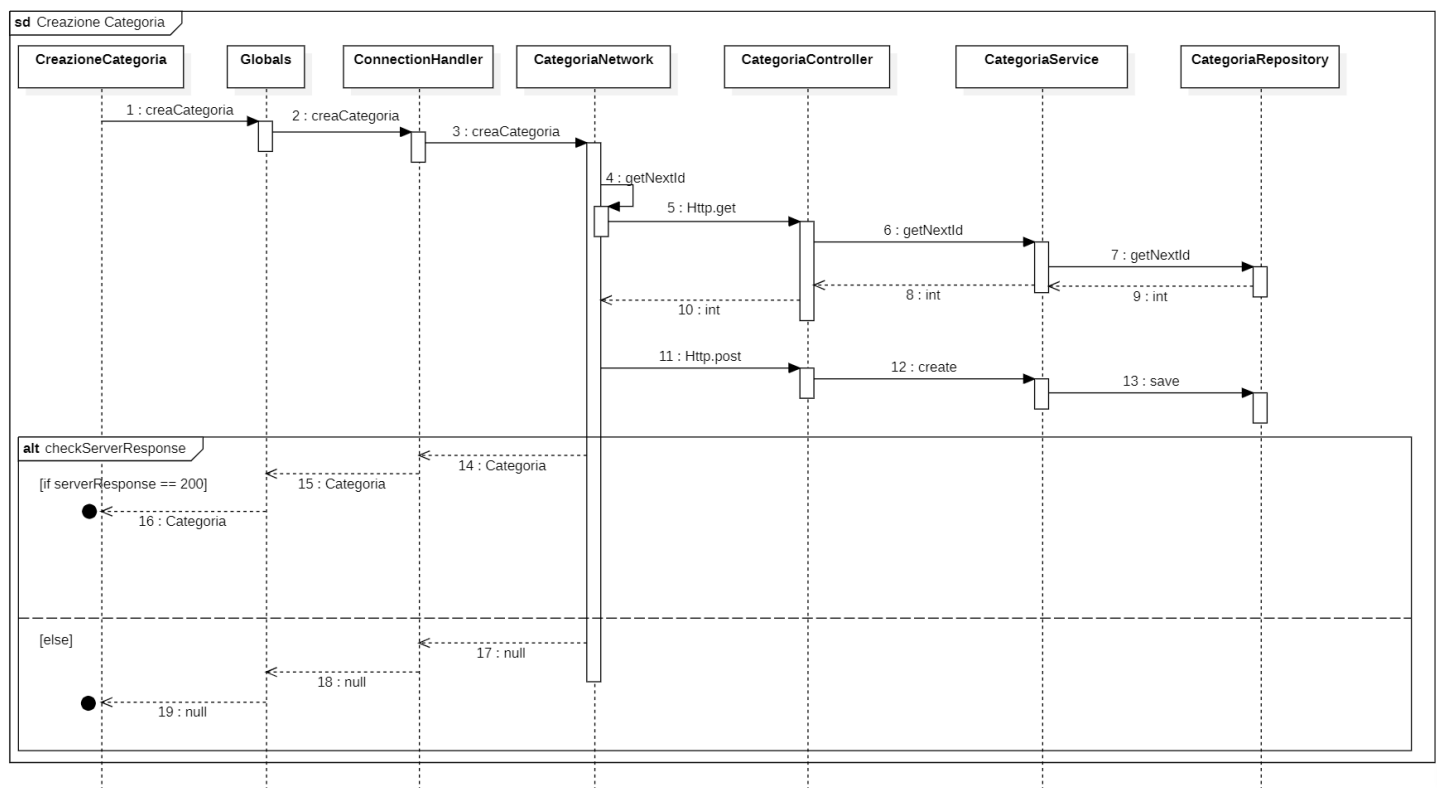 sd Creazione Categoria
CreazioneCategoria
Globals
ConnectionHandler
CategoriaNetwork
CategoriaController
CategoriaService
CategoriaRepository
1 : creaCategoria
2 : creaCategoria
3 : creaCategoria
4 : getNextId
5 : Http.get
6 : getNextId
7 : getNextId
8 : int
9 : int
10 : int
11 : Http.post
12 : create
13 : save
alt checkServerResponse
14 : Categoria
15 : Categoria
[if serverResponse == 200]
16 : Categoria
[else]
17 : null
18 : null
19 : null